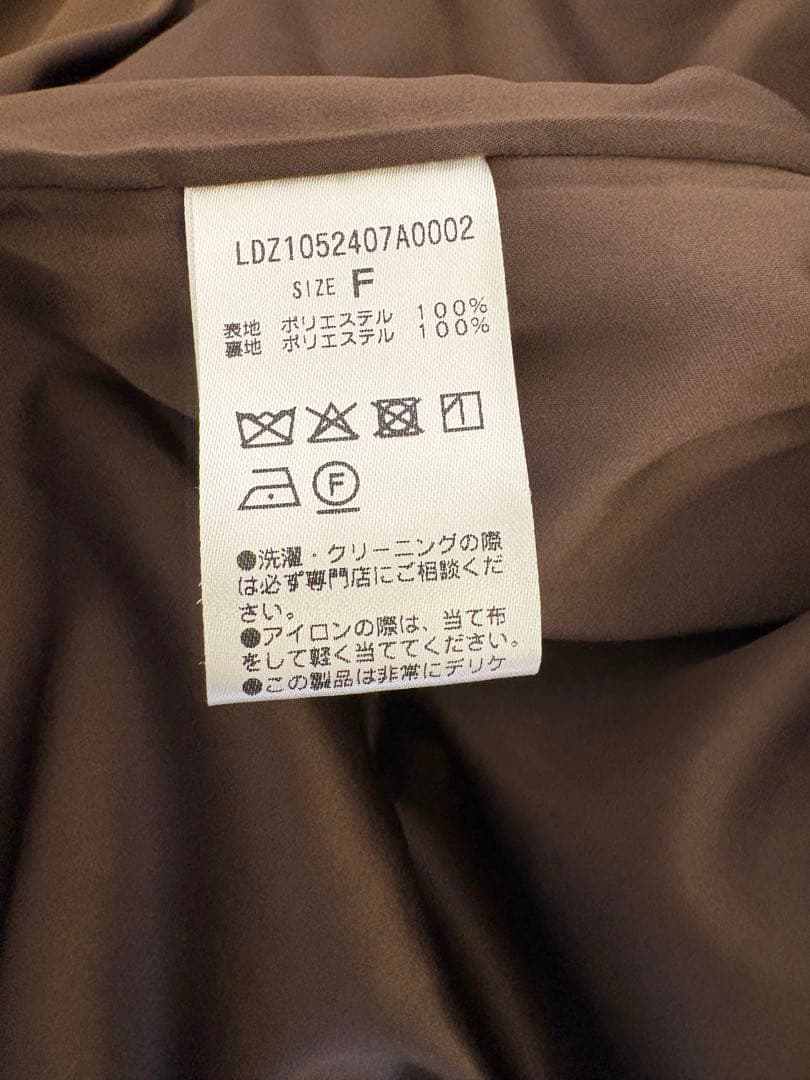 LDZ1052407A0002
SIZE F
表地 ポリエステル 100%
裏地 ポリエステル 100%
F
●洗濯・クリーニングの際
は必ず専門店にご相談くだ
さい。
●アイロンの際は、当て布
をして軽く当ててください。
●この製品は非常にデリケ